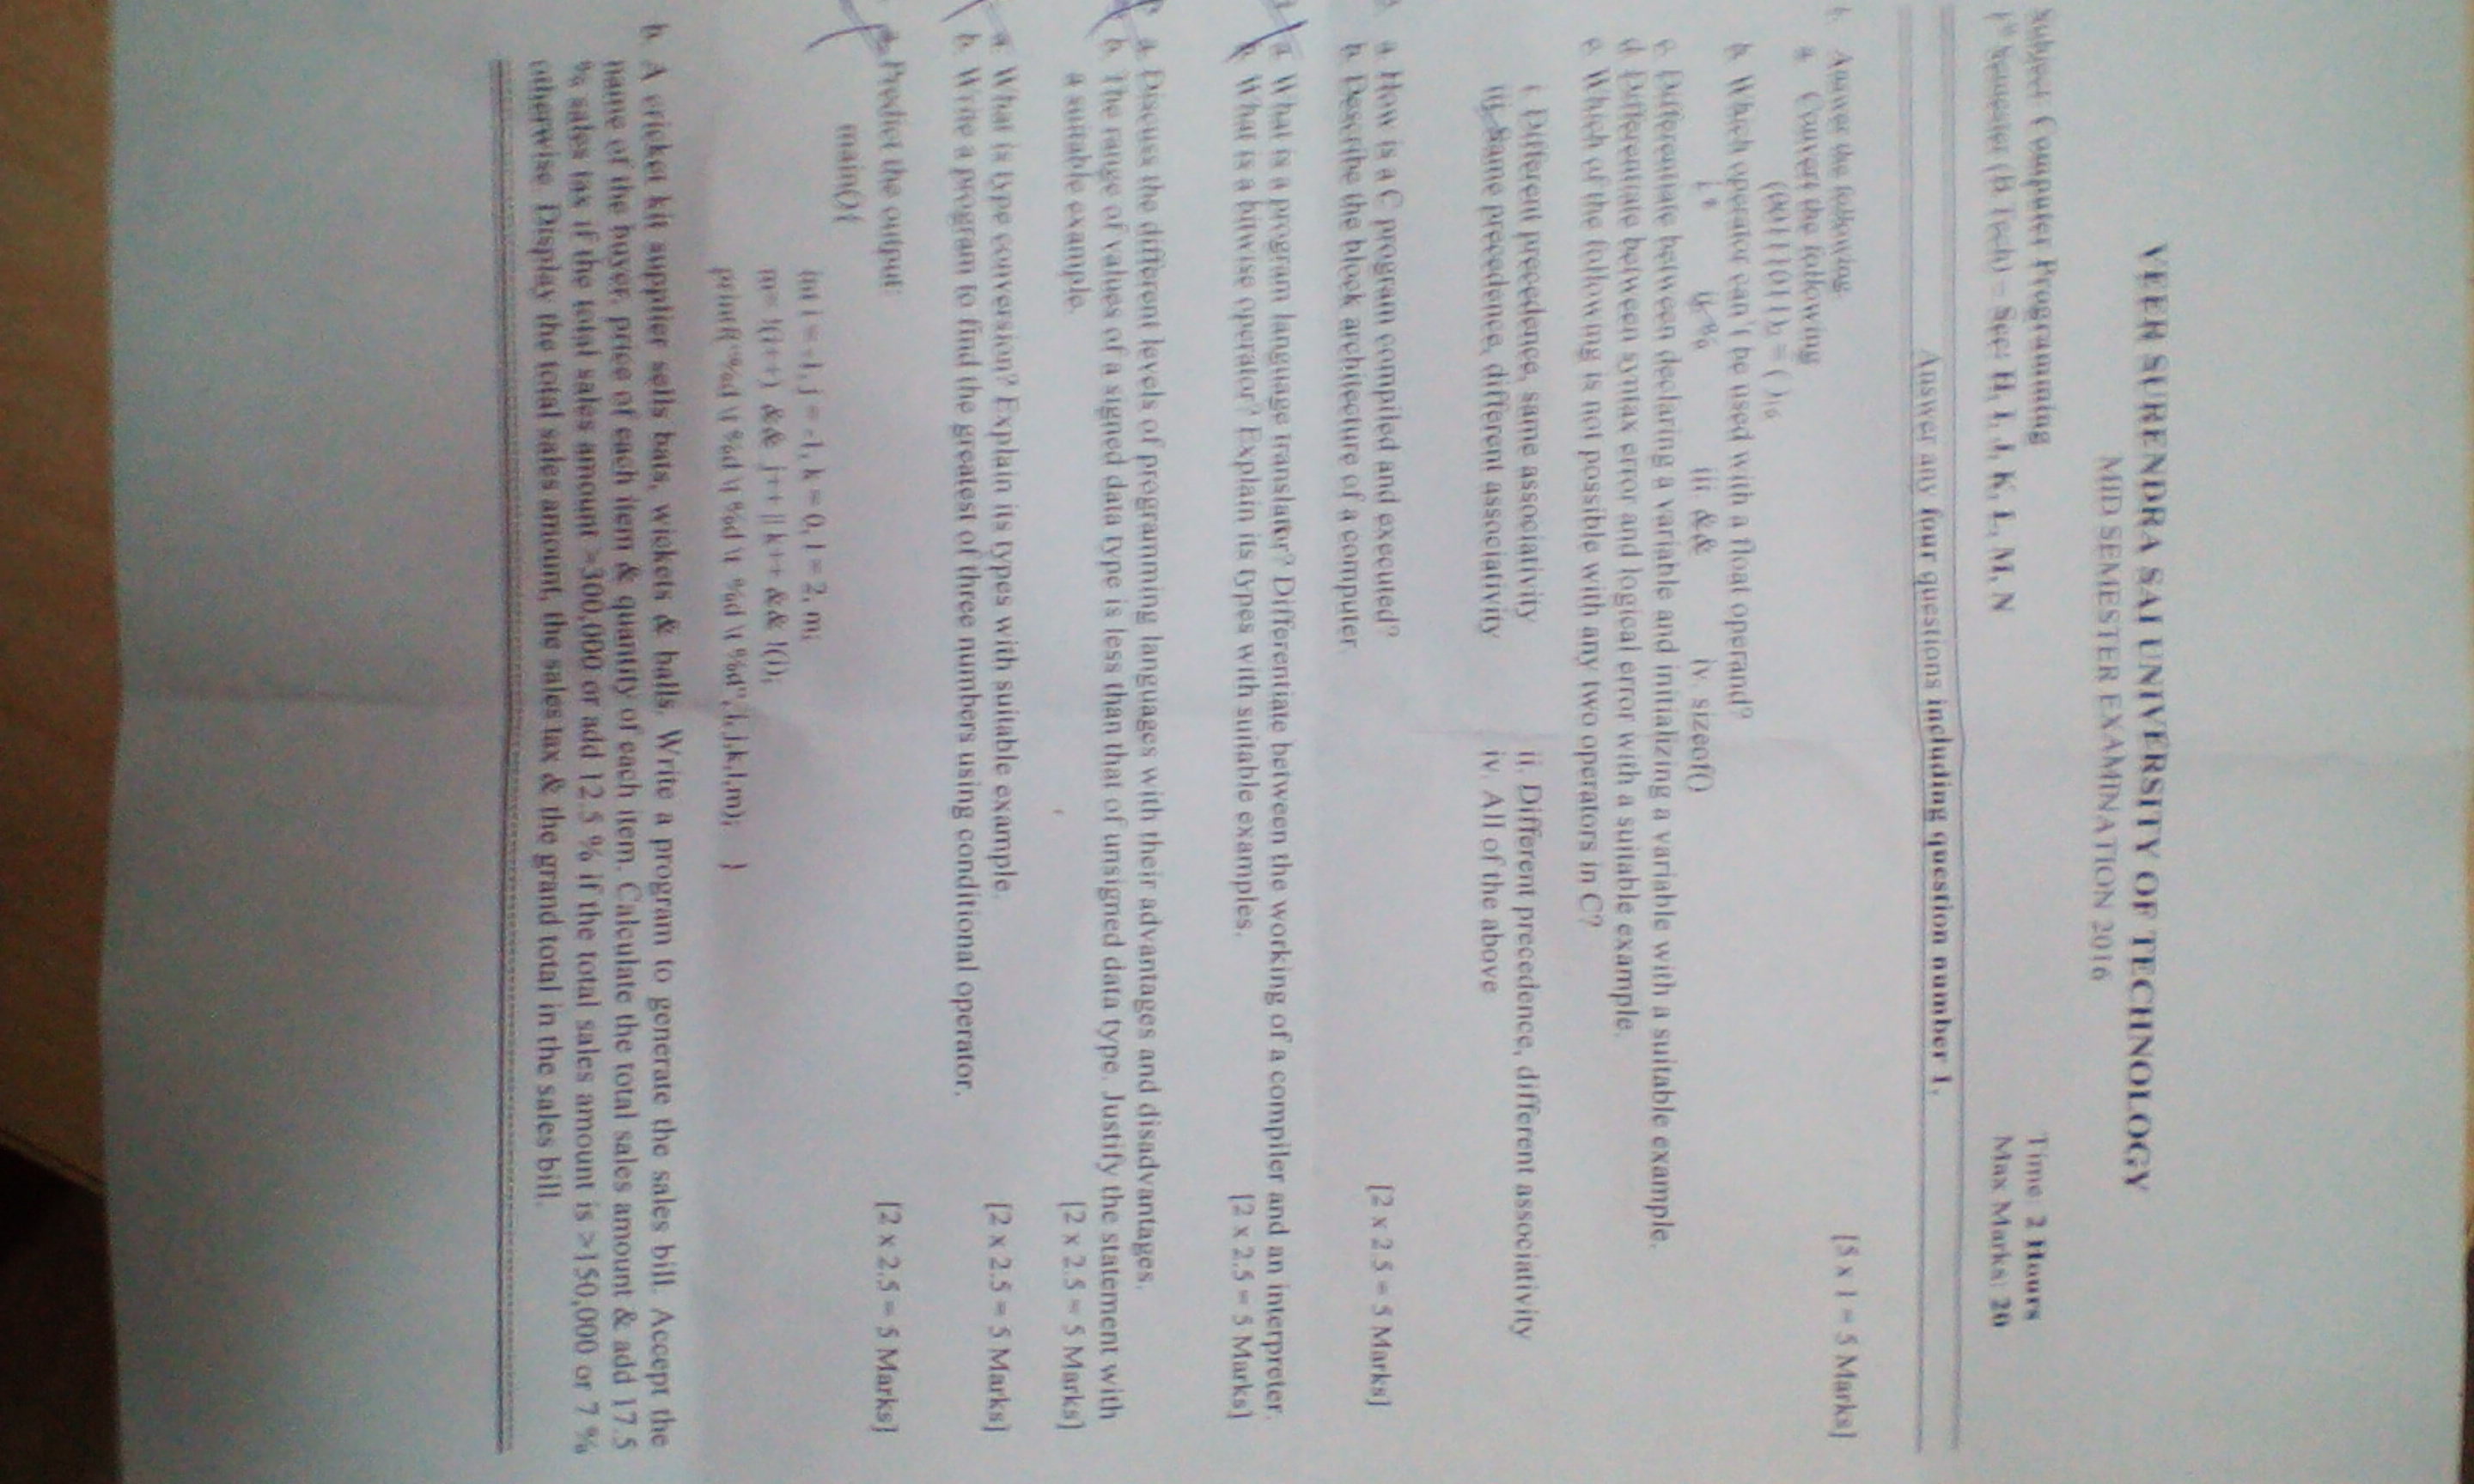 VEER SURENDRA SAI UNIVERSITY OF TECHNOLOGY
MID SEMESTER EXAMINATION 2016
Subject: Computer Programming
Time: 2 Hours
1st Semester (B. Tech) – Sec: H, I, J, K, L, M, N
Max Marks: 20
Answer any four questions including question number 1.
Answer the following [5 x 1 = 5 Marks]
a. Convert the following
b. Which operator can't be used with a float operand?
ii. % iii. && iv. sizeof()
c. Differentiate between declaring a variable and initializing a variable with a suitable example.
d. Differentiate between syntax error and logical error with a suitable example.
e. Which of the following is not possible with any two operators in C?
i. Different precedence, same associativity ii. Different precedence, different associativity
iii. Same precedence, different associativity iv. All of the above
a. How is a C program compiled and executed? [2 x 2.5 = 5 Marks]
b. Describe the block architecture of a computer.
a. What is a program language translator? Differentiate between the working of a compiler and an interpreter.
b. What is a bitwise operator? Explain its types with suitable examples. [2 x 2.5 = 5 Marks]
a. Discuss the different levels of programming languages with their advantages and disadvantages.
b. The range of values of a signed data type is less than that of unsigned data type. Justify the statement with
a suitable example. [2 x 2.5 = 5 Marks]
a. What is type conversion? Explain its types with suitable example. [2 x 2.5 = 5 Marks]
b. Write a program to find the greatest of three numbers using conditional operator.
a. Predict the output: [2 x 2.5 = 5 Marks]
main(){
int i = -1, j = -1, k = 0, l = 2, m;
m= !(i++) && j++ || k++ && !(l);
printf("%d \t %d \t %d \t %d \t %d", i,j,k,l,m); }
b. A cricket kit supplier sells bats, wickets & balls. Write a program to generate the sales bill. Accept the
name of the buyer, price of each item & quantity of each item. Calculate the total sales amount & add 17.5
% sales tax if the total sales amount >300,000 or add 12.5 % if the total sales amount is >150,000 or 7 %
otherwise. Display the total sales amount, the sales tax & the grand total in the sales bill.